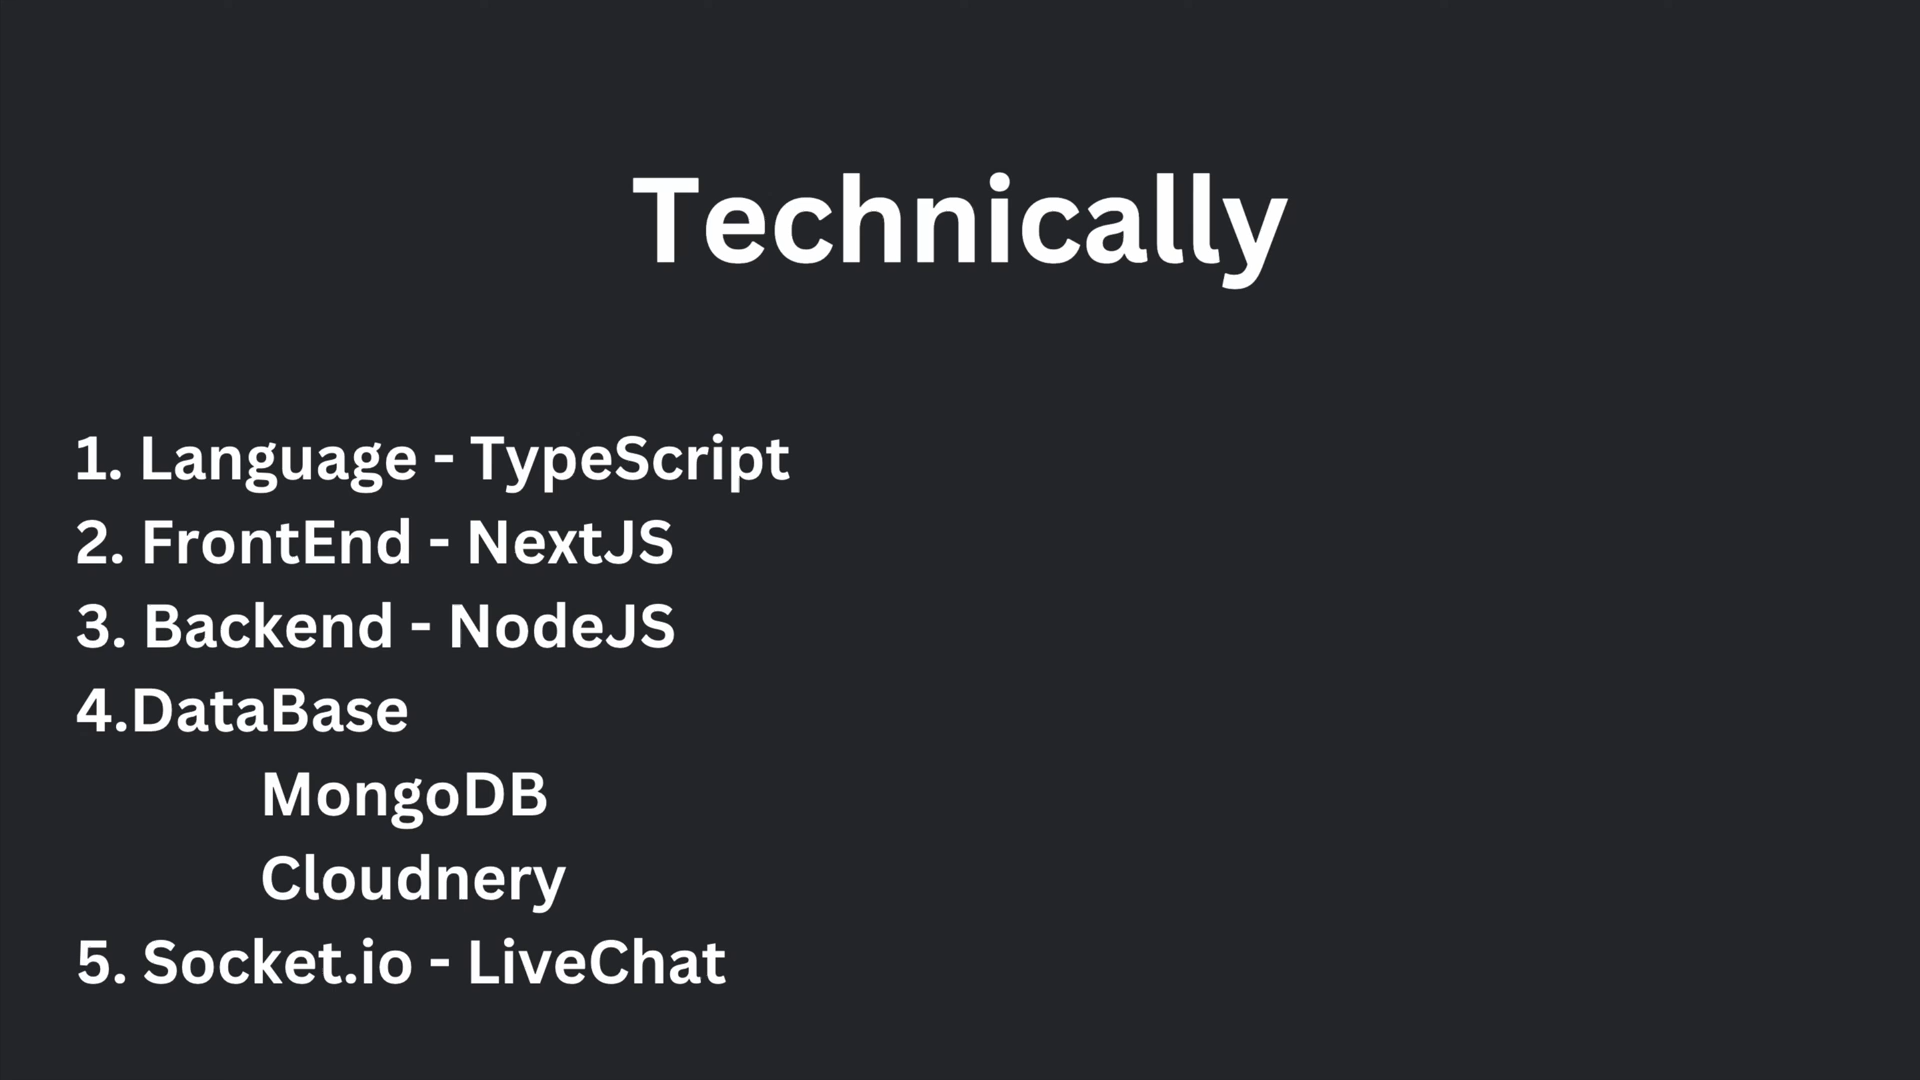 Technically
1. Language - TypeScript
2. FrontEnd - NextJS
3. Backend - NodeJS
4.DataBase
MongoDB
Cloudnery
5. Socket.io - LiveChat